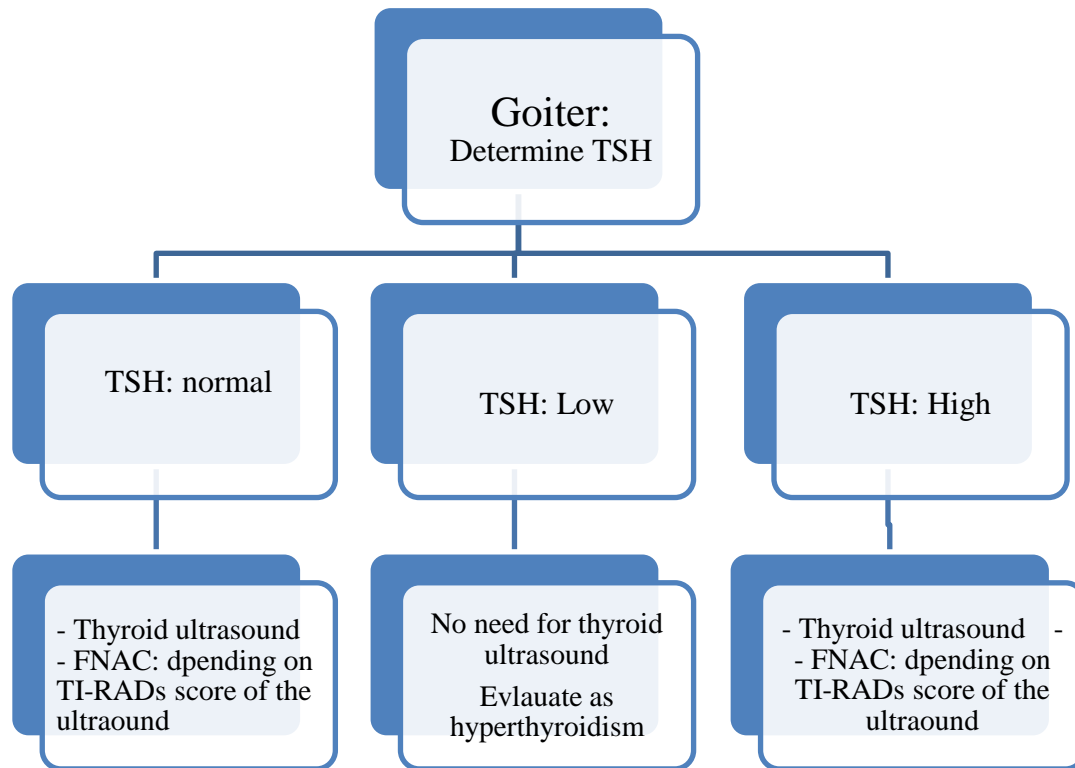 Goiter:
Determine TSH
TSH: normal
TSH: Low
TSH: High
- Thyroid ultrasound
- FNAC: dpending on
TI-RADs score of the
ultraound
No need for thyroid
ultrasound
Evlauate as
hyperthyroidism
- Thyroid ultrasound -
- FNAC: dpending on
TI-RADs score of the
ultraound